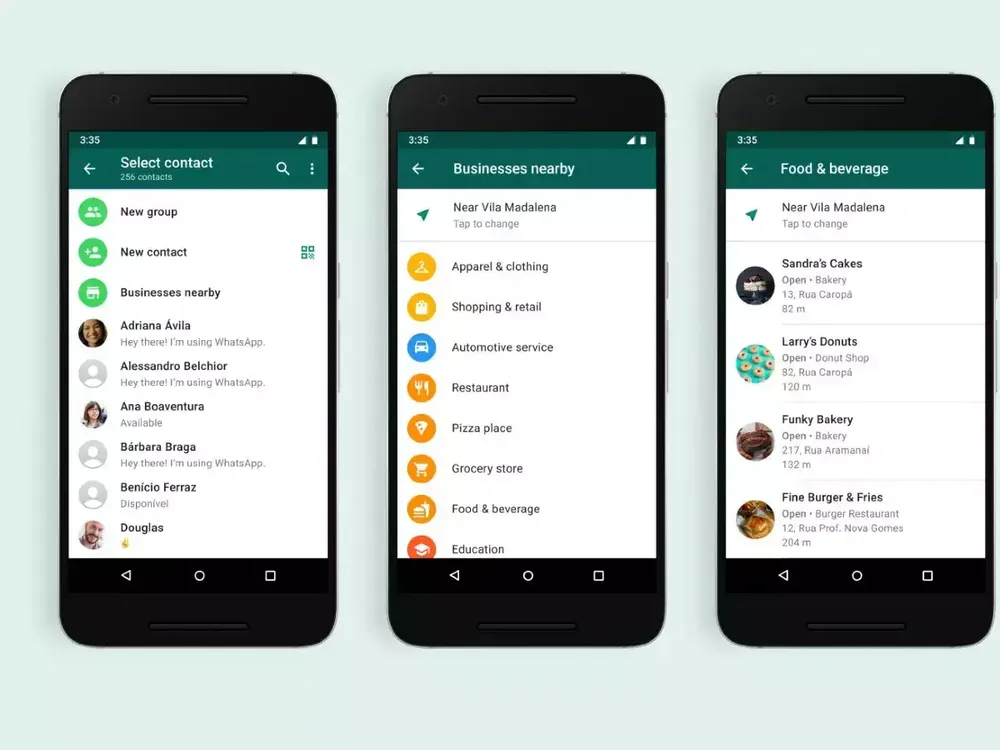 3:35
Select contact
256 contacts
New group
New contact
Businesses nearby
Adriana Ávila
Hey there! I'm using WhatsApp.
Alessandro Belchior
Hey there! I'm using WhatsApp.
Ana Boaventura
Available
Bárbara Braga
Hey there! I'm using WhatsApp.
Benício Ferraz
Disponível
Douglas
✌️
3:35
Businesses nearby
Near Vila Madalena
Tap to change
Apparel & clothing
Shopping & retail
Automotive service
Restaurant
Pizza place
Grocery store
Food & beverage
Education
3:35
Food & beverage
Near Vila Madalena
Tap to change
Sandra's Cakes
Open • Bakery
13, Rua Caropá
82 m
Larry's Donuts
Open • Donut Shop
82, Rua Caropá
120 m
Funky Bakery
Open • Bakery
217, Rua Aramanaí
132 m
Fine Burger & Fries
Open • Burger Restaurant
12, Rua Prof. Nova Gomes
204 m